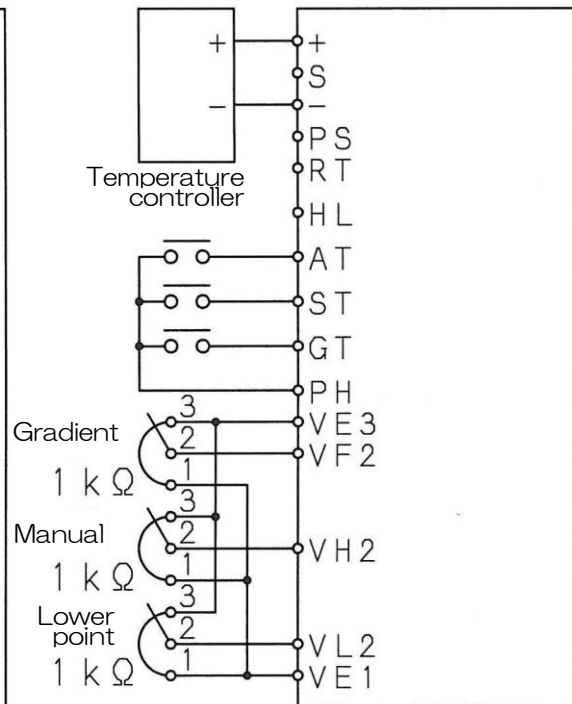 + +
S
− −
PS
RT
Temperature
controller
HL
AT
ST
GT
PH
3 VE3
Gradient 2 VF2
1
1 kΩ
3
Manual 2 VH2
1
1 kΩ
3
Lower
point
2 VL2
1 VE1
1 kΩ